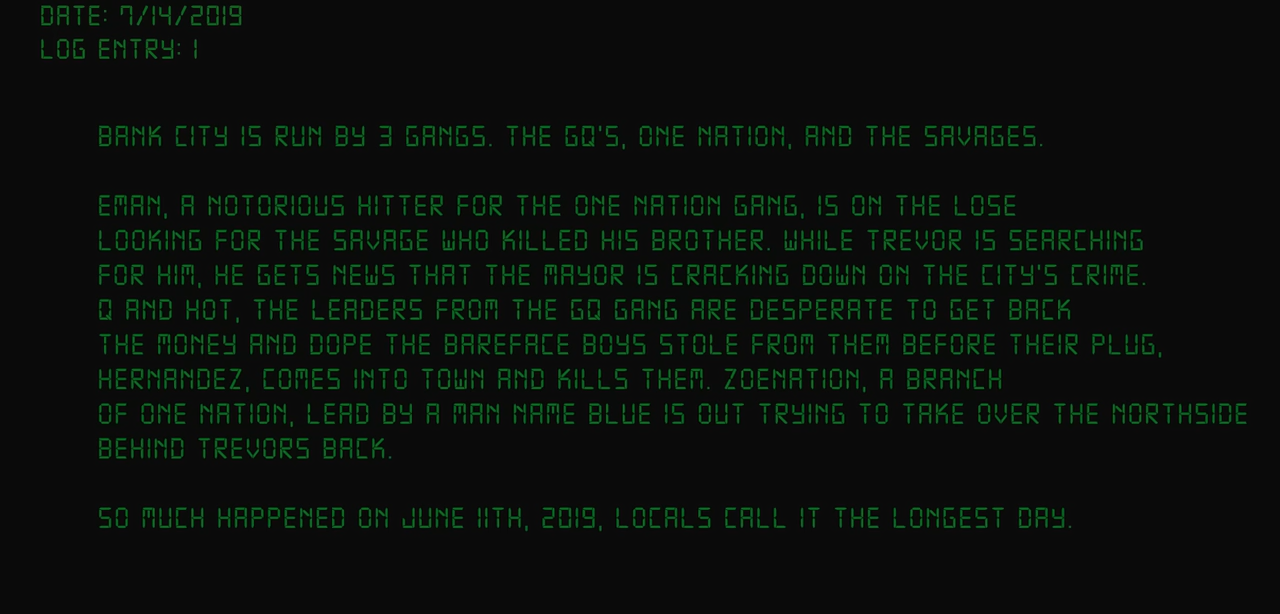 DATE: 7/14/2019
LOG ENTRY: 1
BANK CITY IS RUN BY 3 GANGS. THE GQ'S, ONE NATION, AND THE SAVAGES.
EMAN, A NOTORIOUS HITTER FOR THE ONE NATION GANG, IS ON THE LOSE
LOOKING FOR THE SAVAGE WHO KILLED HIS BROTHER. WHILE TREVOR IS SEARCHING
FOR HIM, HE GETS NEWS THAT THE MAYOR IS CRACKING DOWN ON THE CITY'S CRIME.
Q AND HOT, THE LEADERS FROM THE GQ GANG ARE DESPERATE TO GET BACK
THE MONEY AND DOPE THE BAREFACE BOYS STOLE FROM THEM BEFORE THEIR PLUG,
HERNANDEZ, COMES INTO TOWN AND KILLS THEM. ZOENATION, A BRANCH
OF ONE NATION, LEAD BY A MAN NAME BLUE IS OUT TRYING TO TAKE OVER THE NORTHSIDE
BEHIND TREVORS BACK.
SO MUCH HAPPENED ON JUNE 11TH, 2019, LOCALS CALL IT THE LONGEST DAY.